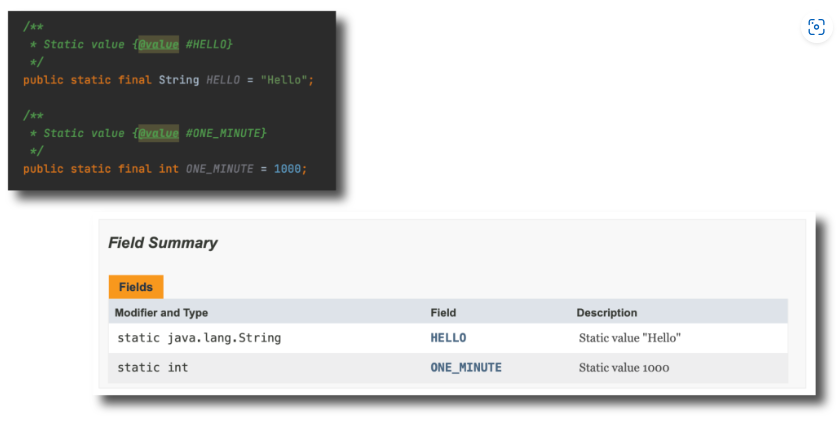 /**
* Static value {@value #HELLO}
*/
public static final String HELLO = "Hello";
/**
* Static value {@value #ONE_MINUTE}
*/
public static final int ONE_MINUTE = 1000;
Field Summary
Fields
Modifier and Type Field Description
static java.lang.String HELLO Static value "Hello"
static int ONE_MINUTE Static value 1000